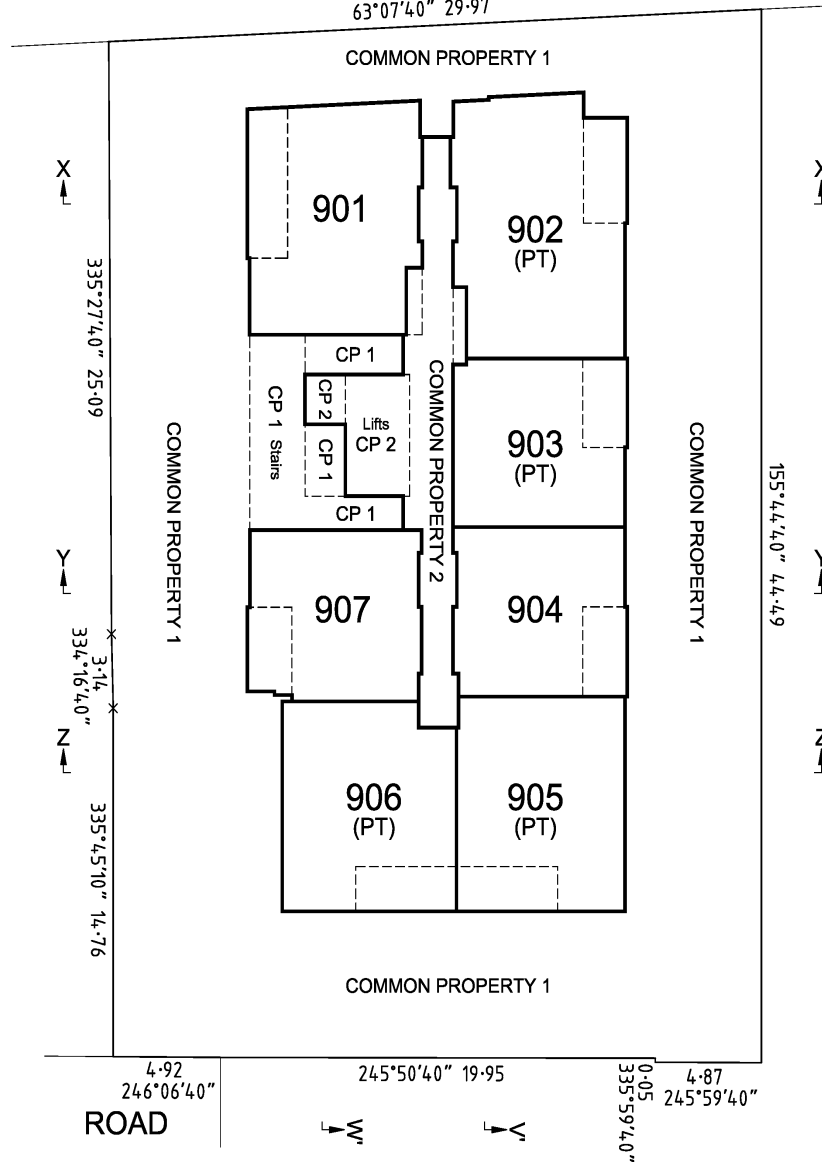 63°07'40" 29·97
COMMON PROPERTY 1
X
X
901
902
(PT)
335°27'40" 25·09
CP 1
CP 2
Lifts
CP 2
CP 1
Stairs
CP 1
CP 1
COMMON PROPERTY 2
903
(PT)
COMMON PROPERTY 1
COMMON PROPERTY 1
155°44'40" 44·49
Y
Y
907
904
3·14
334°16'40"
Z
Z
906
(PT)
905
(PT)
335°45'10" 14·76
COMMON PROPERTY 1
4·92
246°06'40"
245°50'40" 19·95
0·05
335°59'40"
4·87
245°59'40"
ROAD
W'
V'